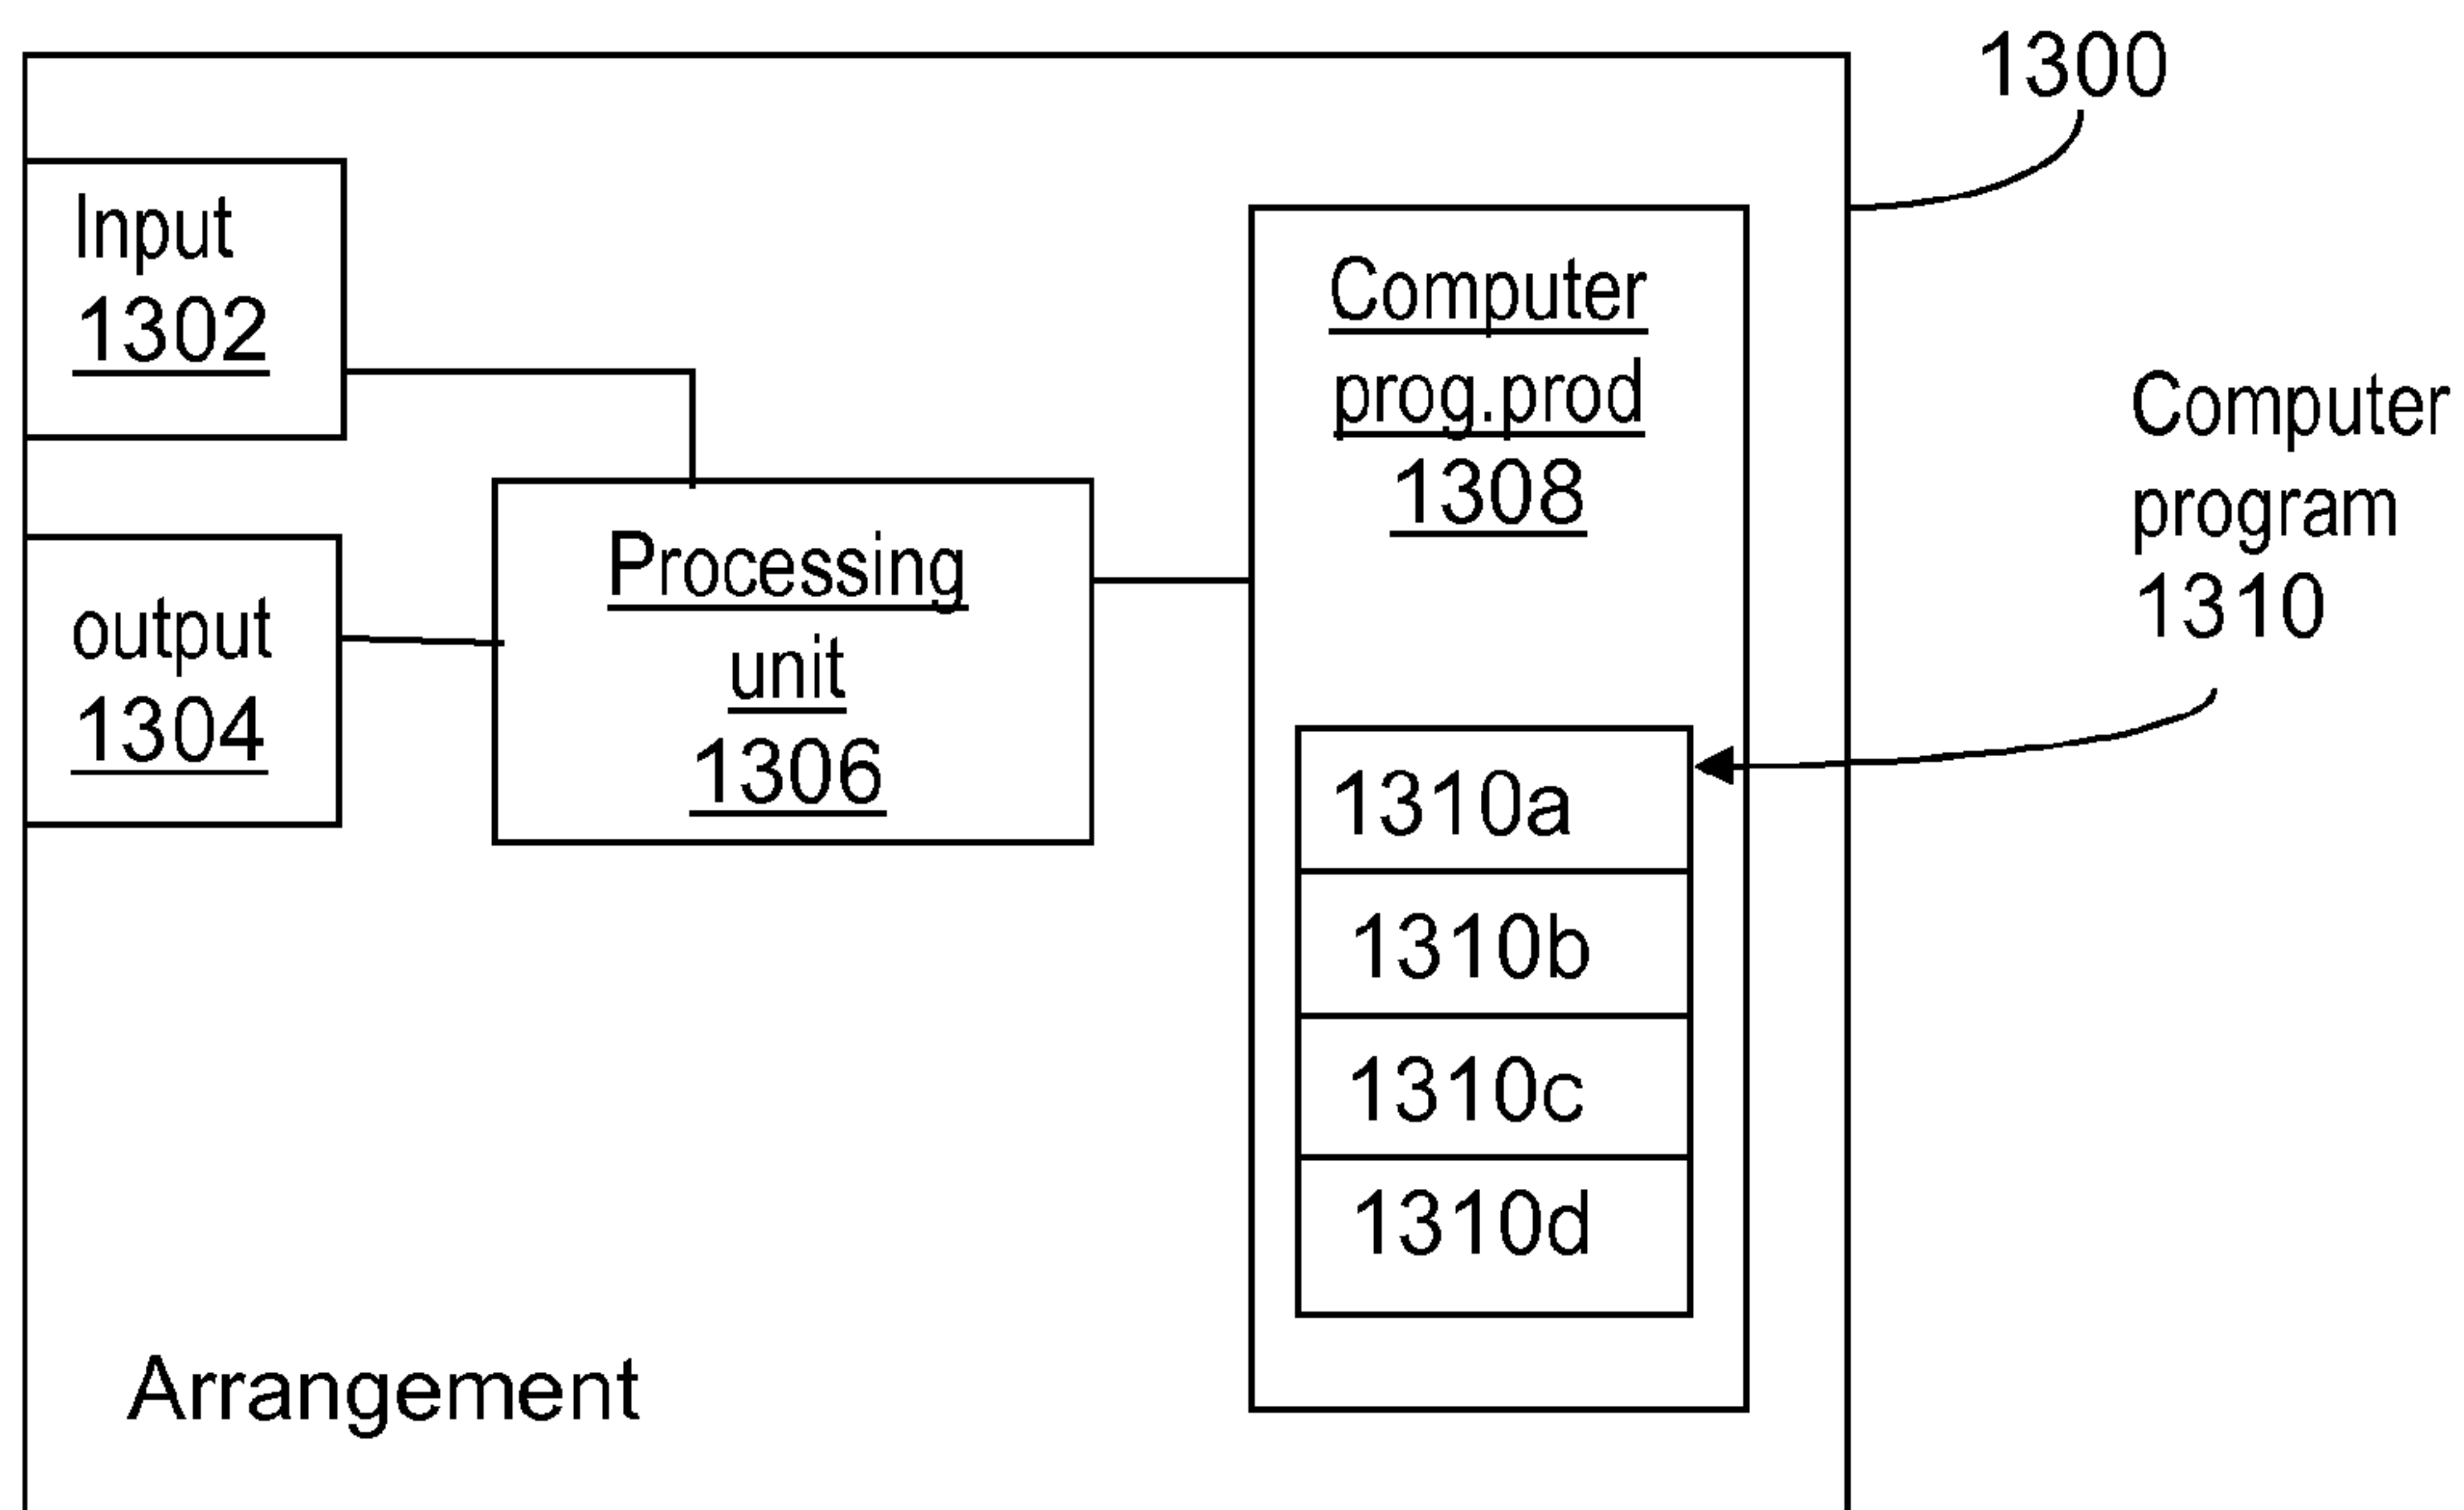 1300
Input
1302
Computer
prog.prod
1308
Computer
program
1310
output
1304
Processing
unit
1306
1310a
1310b
1310c
1310d
Arrangement